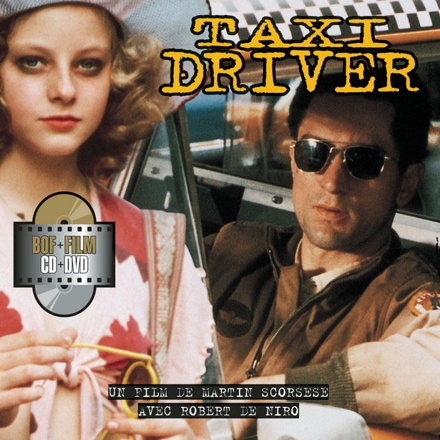 TAXI
DRIVER
BOF+FILM
CD+DVD
UN FILM DE MARTIN SCORSESE
AVEC ROBERT DE NIRO